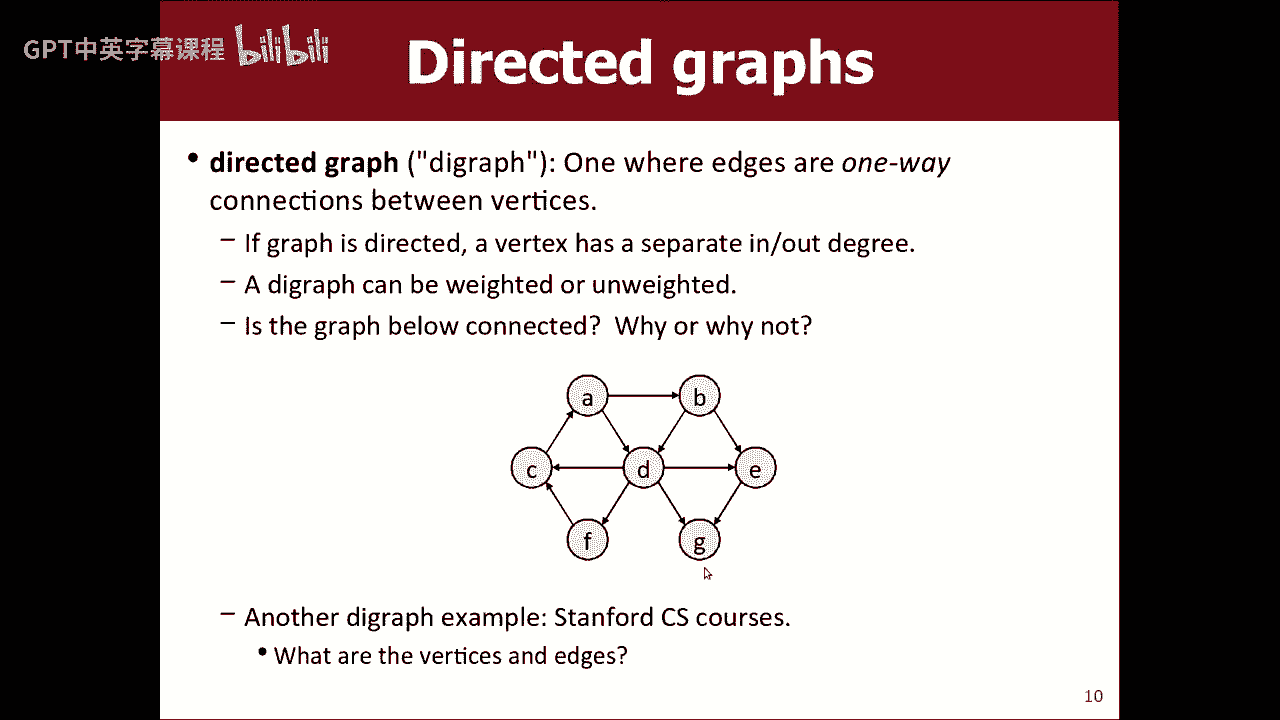 GPT中英字幕课程 bilibili
Directed graphs
• directed graph ("digraph"): One where edges are one-way
connections between vertices.
– If graph is directed, a vertex has a separate in/out degree.
– A digraph can be weighted or unweighted.
– Is the graph below connected? Why or why not?
a b
c d e
f g
– Another digraph example: Stanford CS courses.
• What are the vertices and edges?
10